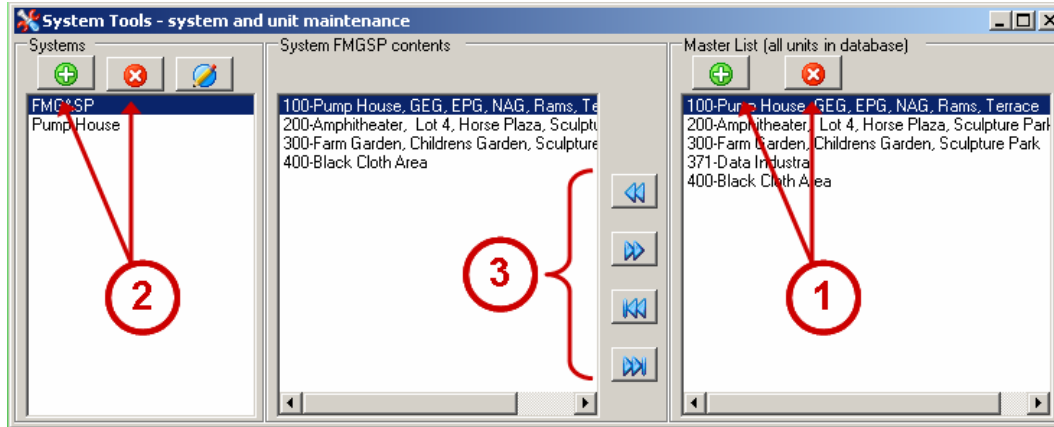 System Tools - system and unit maintenance
Systems
FMG&SP
Pump House
System FMGSP contents
100-Pump House, GEG, EPG, NAG, Rams, Te
200-Amphitheater, Lot 4, Horse Plaza, Sculptu
300-Farm Garden, Childrens Garden, Sculpture
400-Black Cloth Area
Master List (all units in database)
100-Pump House, GEG, EPG, NAG, Rams, Terrace
200-Amphitheater, Lot 4, Horse Plaza, Sculpture Park
300-Farm Garden, Childrens Garden, Sculpture Park
371-Data Industrial
400-Black Cloth Area
2
3
1